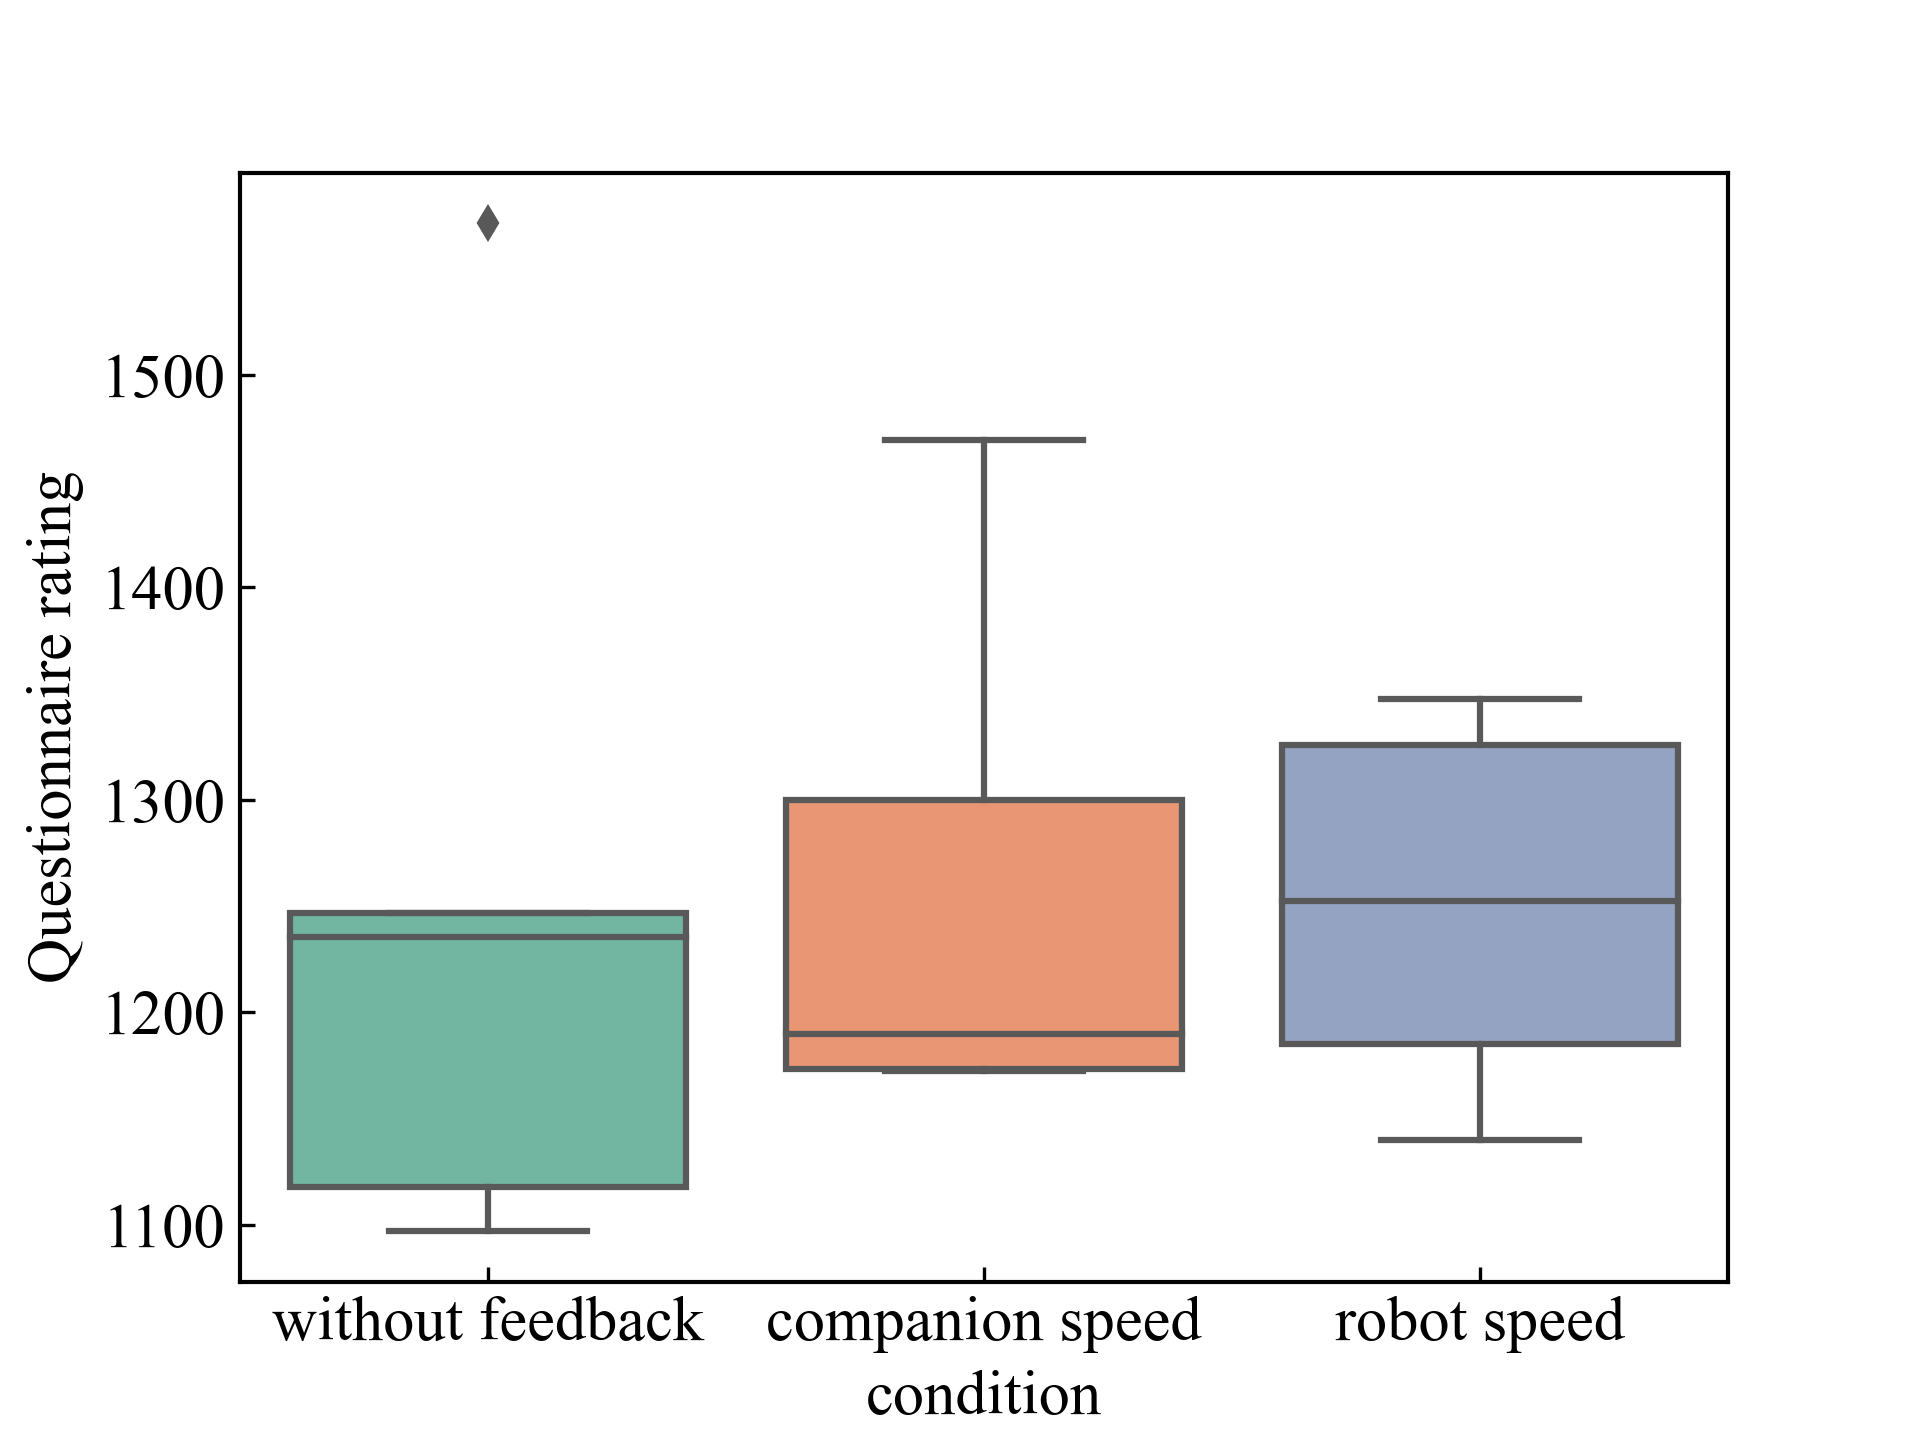 1500
1400
1300
1200
1100
Questionnaire rating
without feedback companion speed robot speed
condition